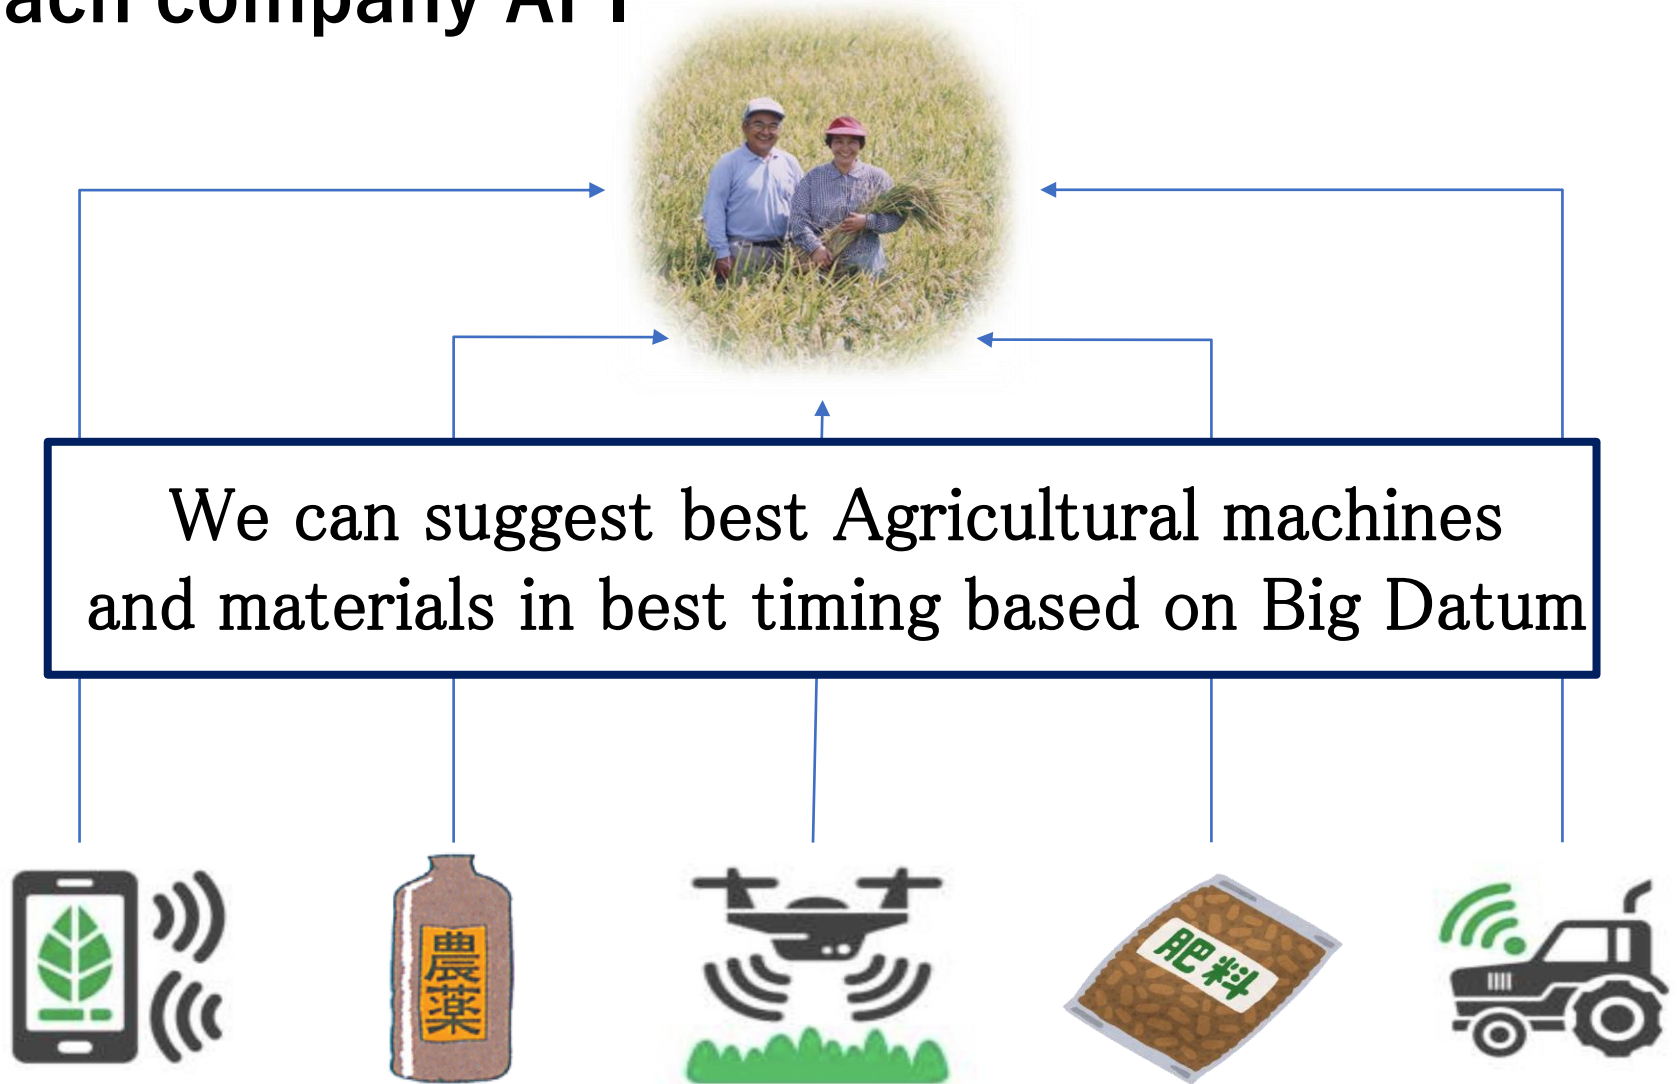 company
We can suggest best Agricultural machines
and materials in best timing based on Big Datum
農薬
肥料